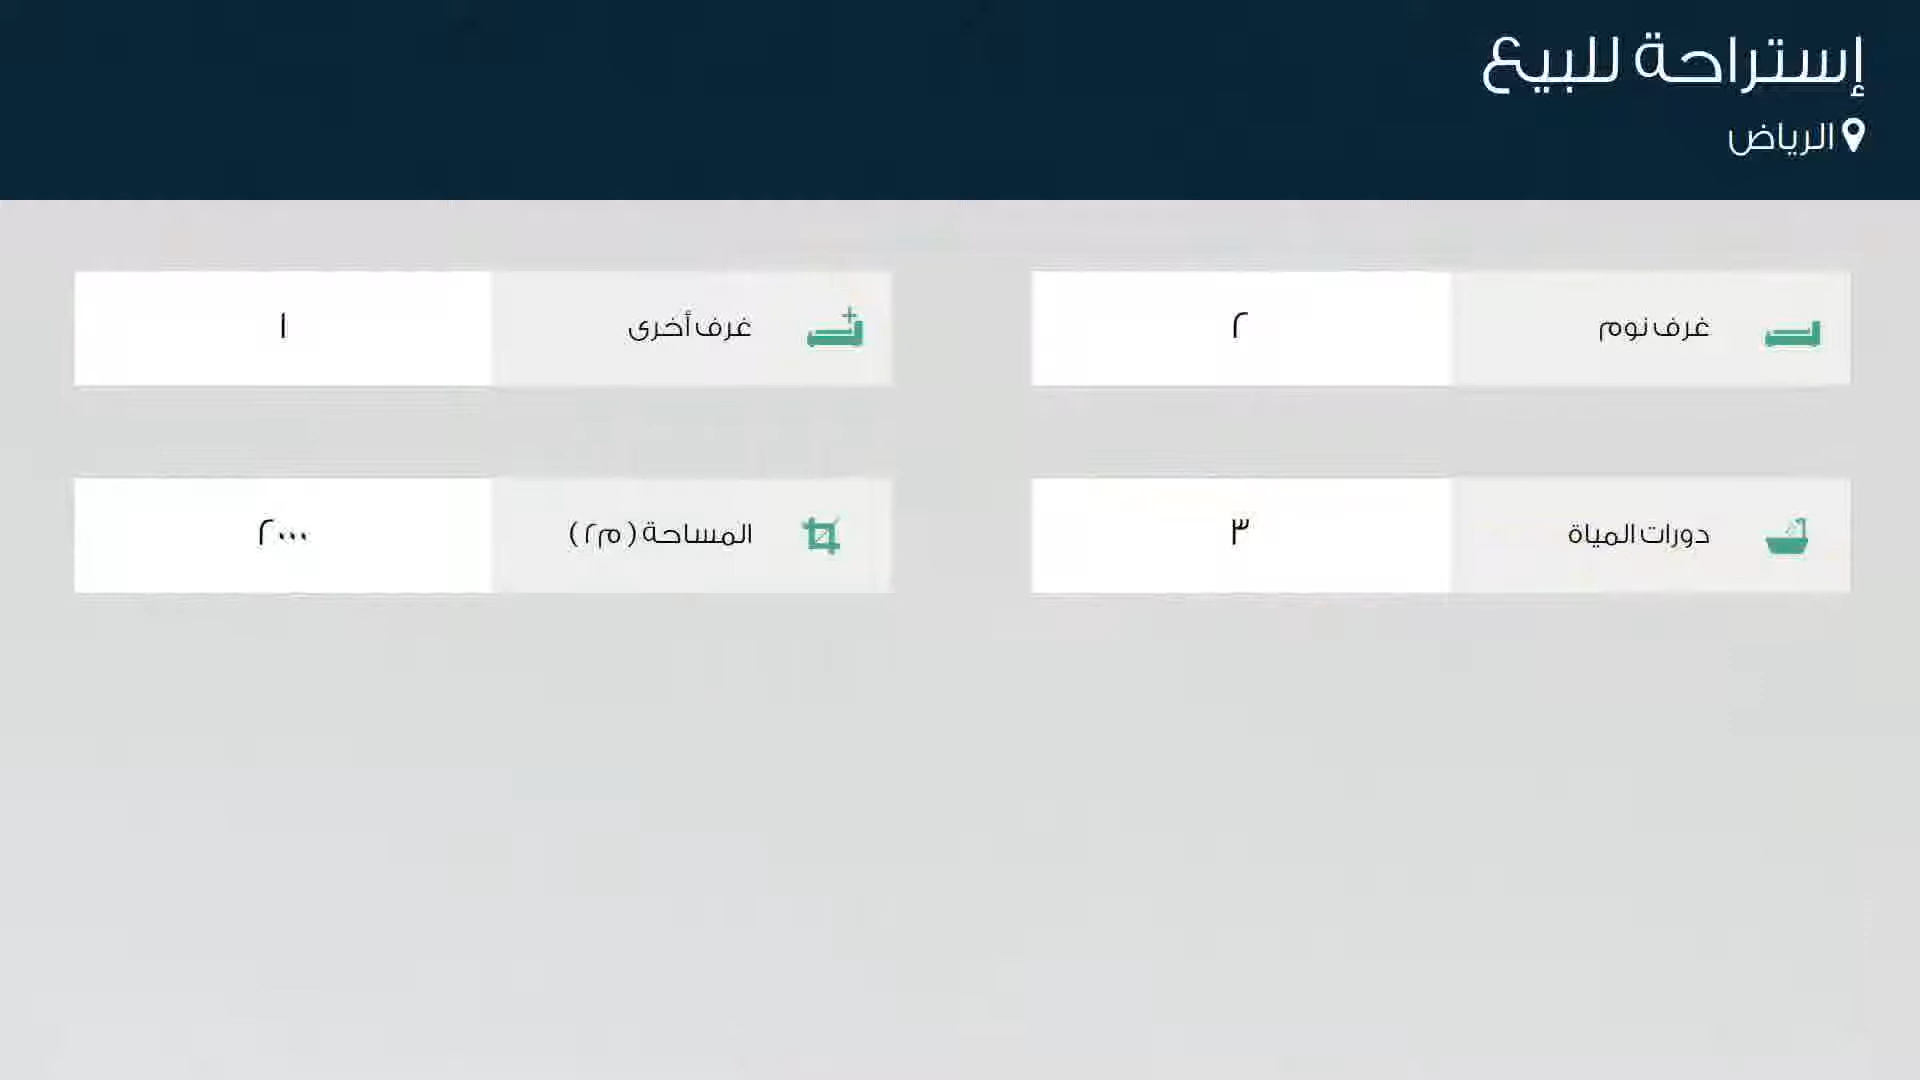 إستراحة للبيع
الرياض
غرف نوم
٢
غرف أخرى
١
دورات المياة
٣
المساحة (م٢)
٢٠٠٠